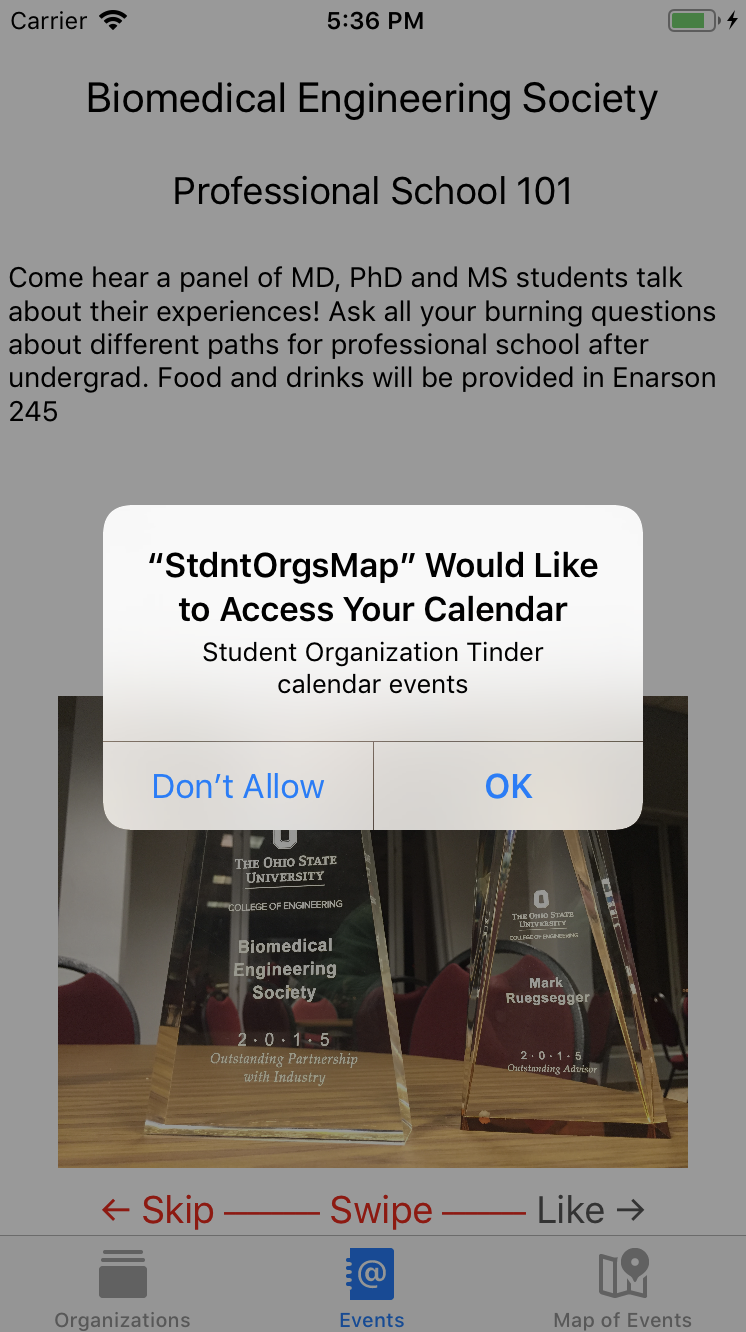 Carrier 5:36 PM
Biomedical Engineering Society
Professional School 101
Come hear a panel of MD, PhD and MS students talk
about their experiences! Ask all your burning questions
about different paths for professional school after
undergrad. Food and drinks will be provided in Enarson
245
“StdntOrgsMap” Would Like
to Access Your Calendar
Student Organization Tinder
calendar events
Don’t Allow OK
THE OHIO STATE
UNIVERSITY
COLLEGE OF ENGINEERING
Biomedical
Engineering
Society
2·0·1·5
Outstanding Partnership
with Industry
THE OHIO STATE
UNIVERSITY
COLLEGE OF ENGINEERING
Mark
Ruegsegger
2·0·1·5
Outstanding Advisor
← Skip Swipe Like →
@
Organizations Events Map of Events